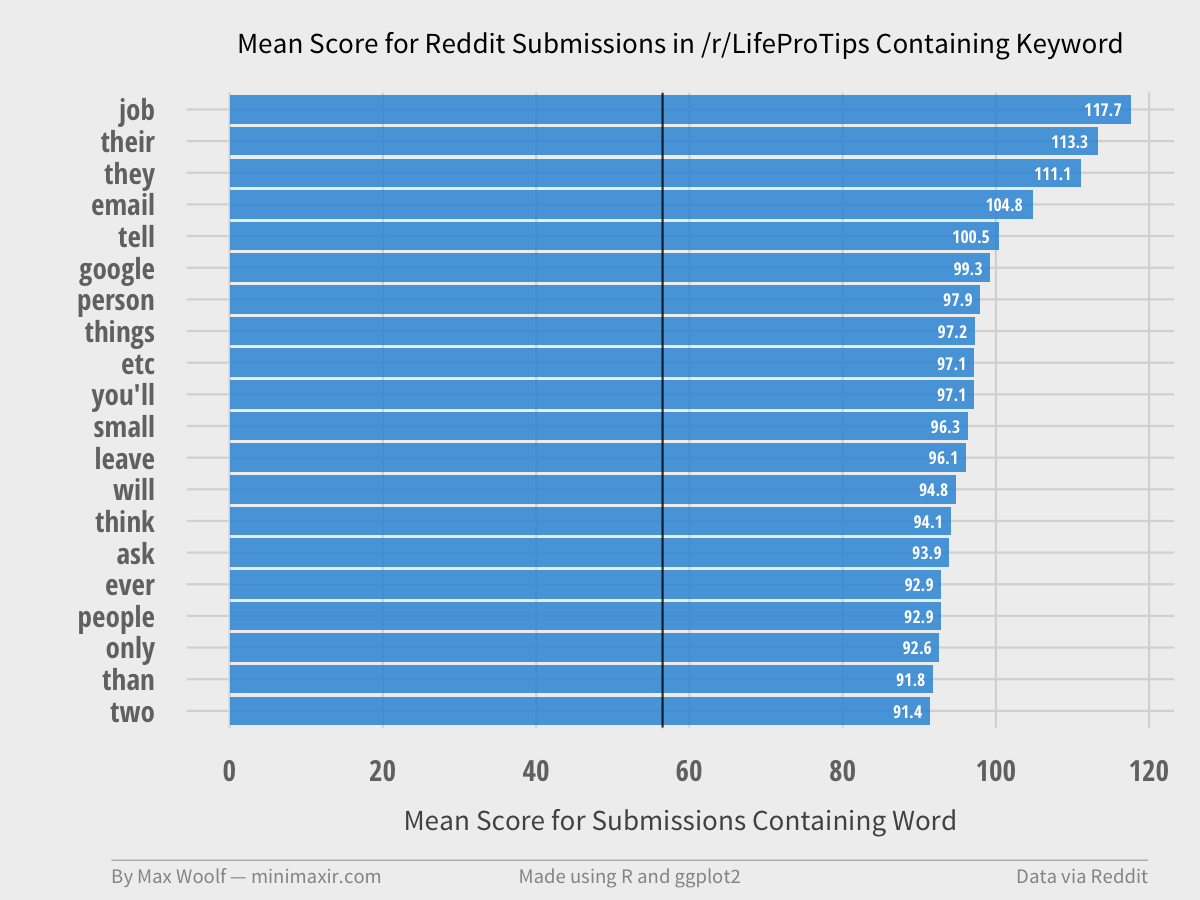 Mean Score for Reddit Submissions in /r/LifeProTips Containing Keyword
job 117.7
their 113.3
they 111.1
email 104.8
tell 100.5
google 99.3
person 97.9
things 97.2
etc 97.1
you'll 97.1
small 96.3
leave 96.1
will 94.8
think 94.1
ask 93.9
ever 92.9
people 92.9
only 92.6
than 91.8
two 91.4
0 20 40 60 80 100 120
Mean Score for Submissions Containing Word
By Max Woolf — minimaxir.com Made using R and ggplot2 Data via Reddit